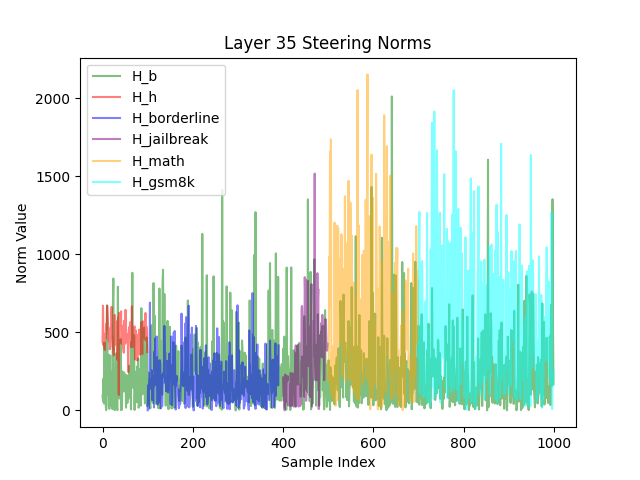 Layer 35 Steering Norms
H_b
H_h
H_borderline
H_jailbreak
H_math
H_gsm8k
Norm Value
2000
1500
1000
500
0
0
200
400
600
800
1000
Sample Index